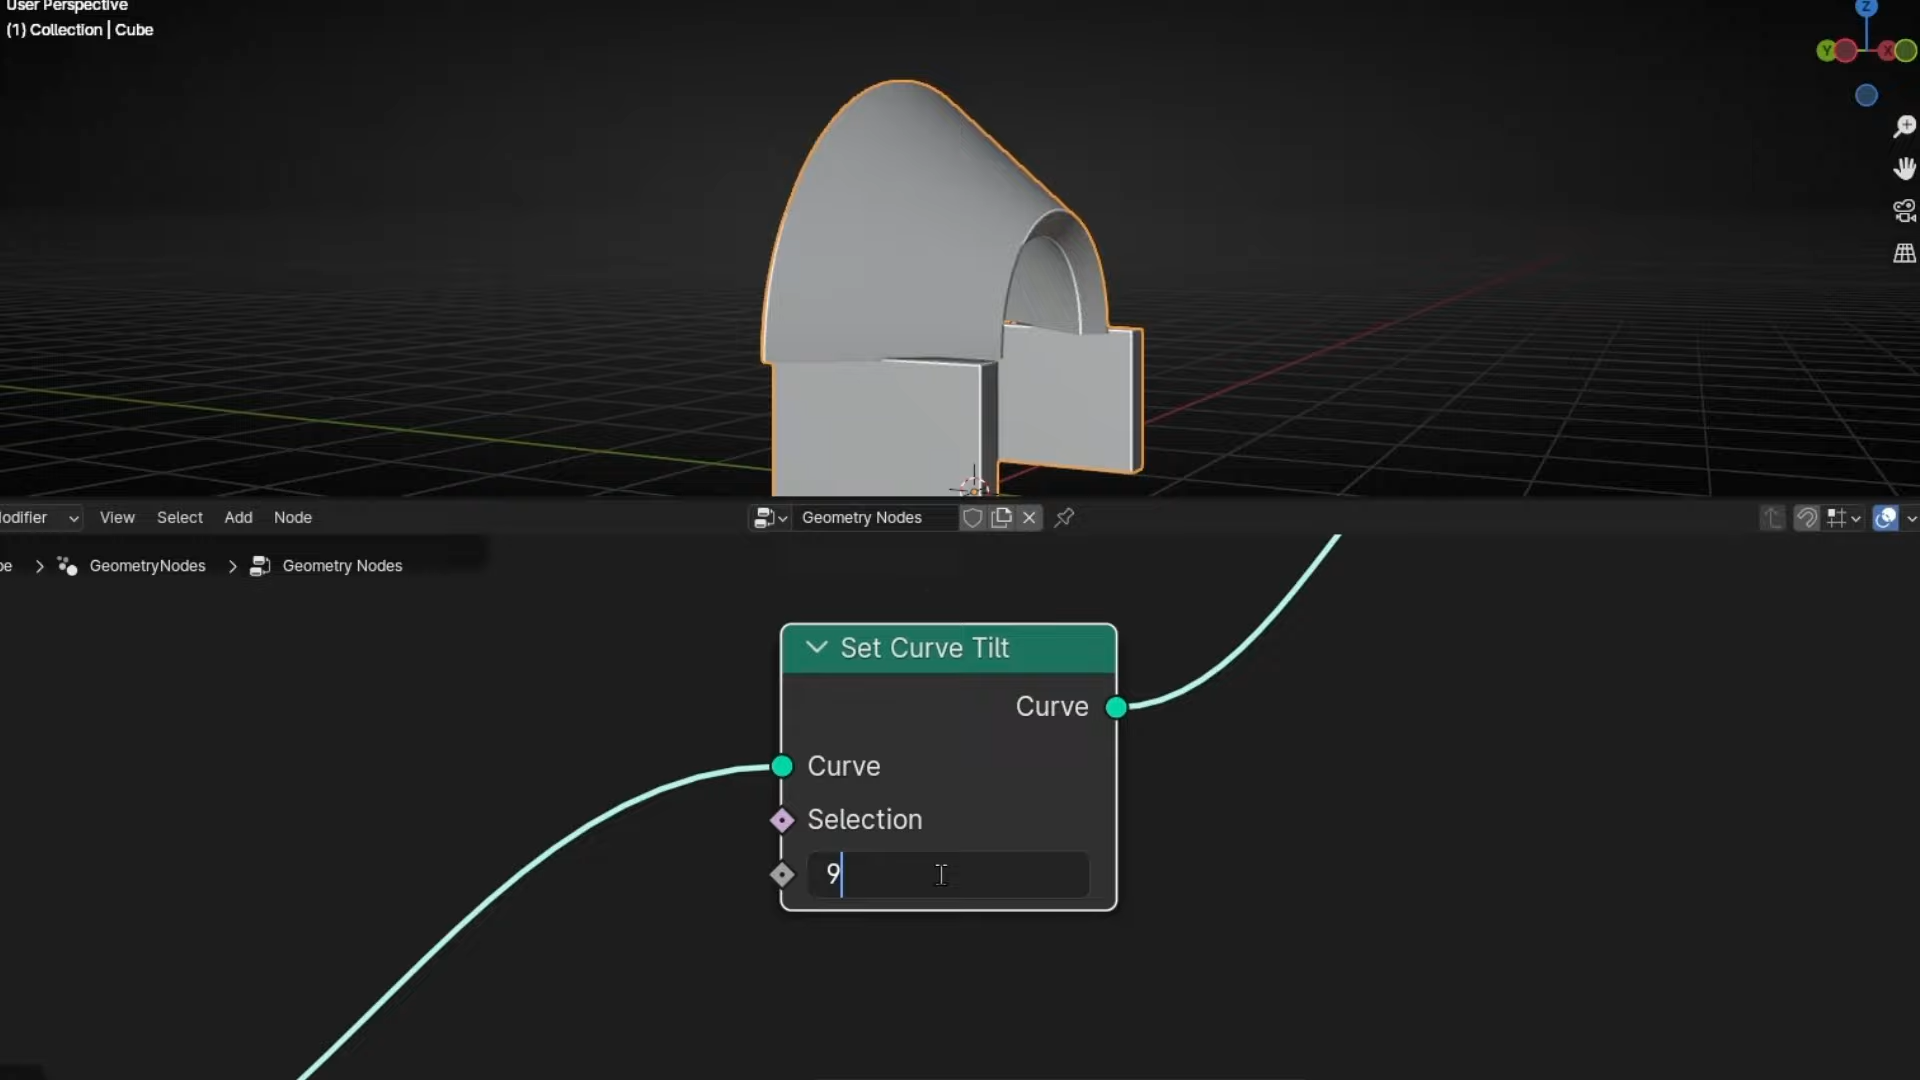 User Perspective
(1) Collection | Cube
Z
Y
X
View Select Add Node
Geometry Nodes
GeometryNodes
Geometry Nodes
Set Curve Tilt
Curve
Curve
Selection
9